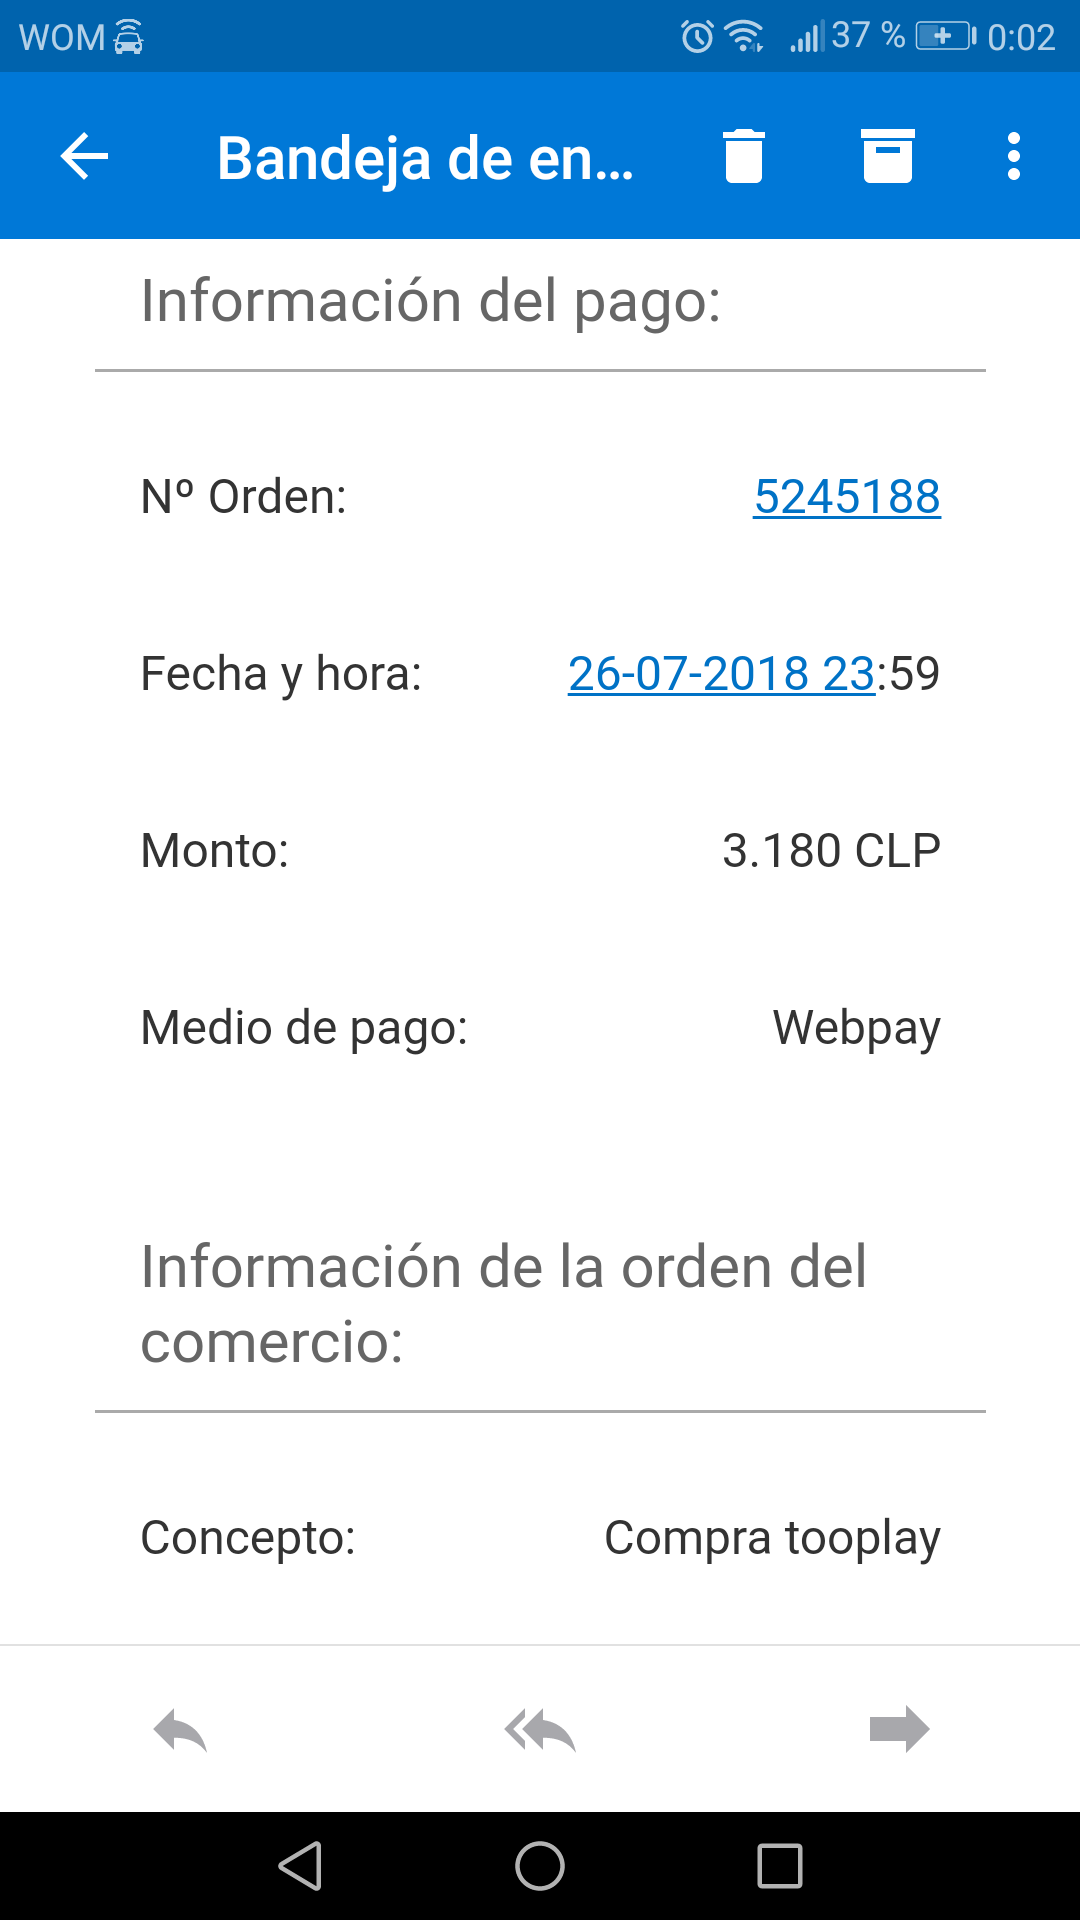 WOM 37 % 0:02
Bandeja de en...
Información del pago:
Nº Orden: 5245188
Fecha y hora: 26-07-2018 23:59
Monto: 3.180 CLP
Medio de pago: Webpay
Información de la orden del
comercio:
Concepto: Compra tooplay